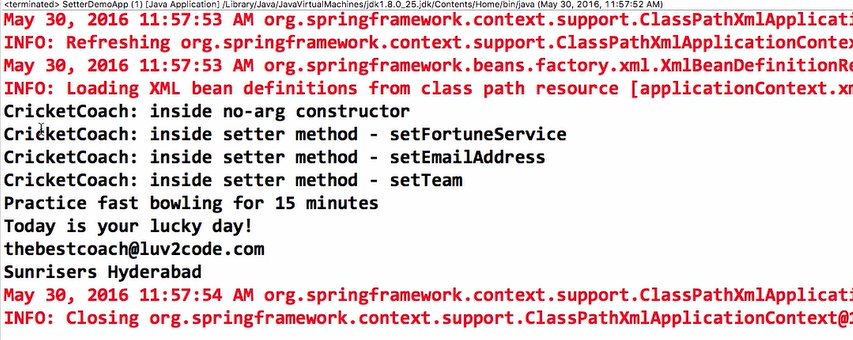 <terminated> SetterDemoApp (1) [Java Application] /Library/Java/JavaVirtualMachines/jdk1.8.0_25.jdk/Contents/Home/bin/java (May 30, 2016, 11:57:52 AM)
May 30, 2016 11:57:53 AM org.springframework.context.support.ClassPathXmlApplicati
INFO: Refreshing org.springframework.context.support.ClassPathXmlApplicationContex
May 30, 2016 11:57:53 AM org.springframework.beans.factory.xml.XmlBeanDefinitionRe
INFO: Loading XML bean definitions from class path resource [applicationContext.xm
CricketCoach: inside no-arg constructor
CricketCoach: inside setter method - setFortuneService
CricketCoach: inside setter method - setEmailAddress
CricketCoach: inside setter method - setTeam
Practice fast bowling for 15 minutes
Today is your lucky day!
thebestcoach@luv2code.com
Sunrisers Hyderabad
May 30, 2016 11:57:54 AM org.springframework.context.support.ClassPathXmlApplicati
INFO: Closing org.springframework.context.support.ClassPathXmlApplicationContext@1